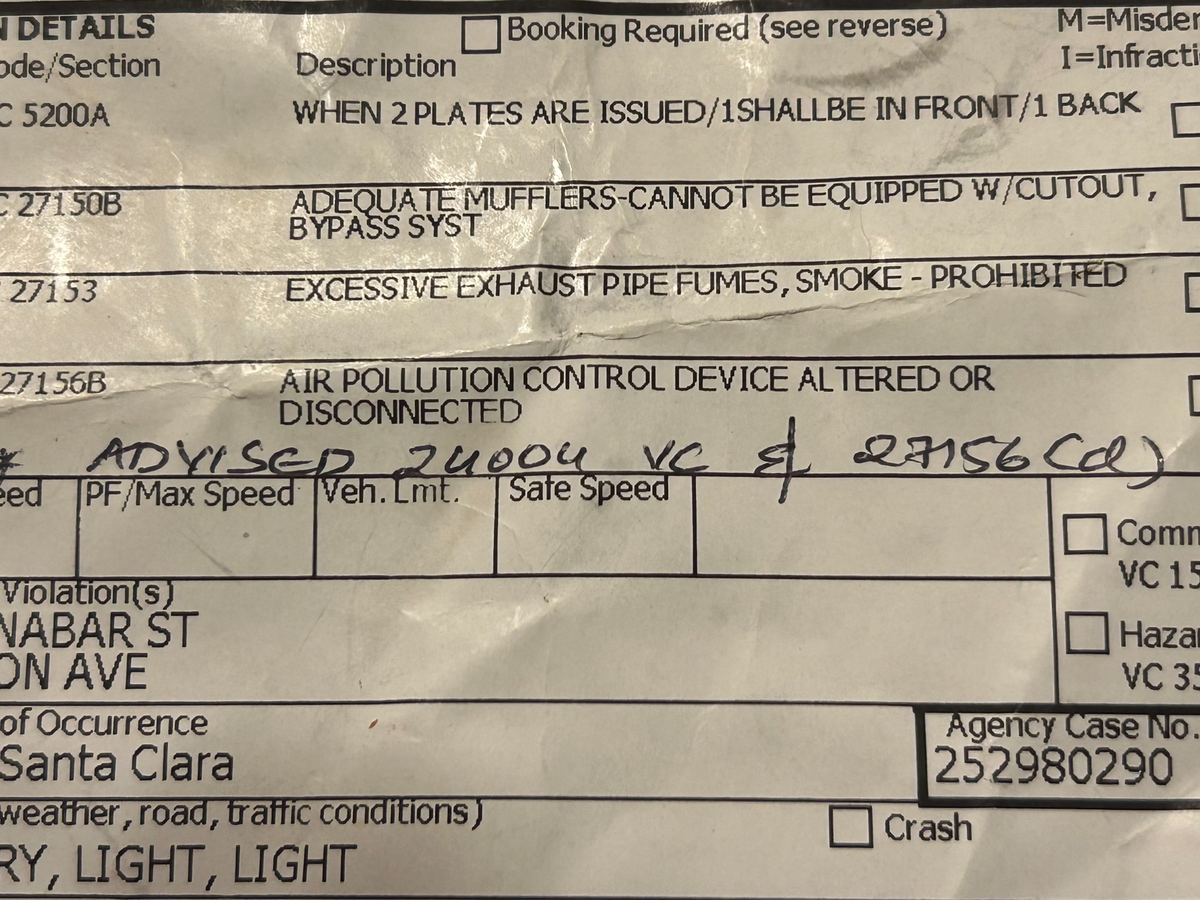 N DETAILS Booking Required (see reverse) M=Misder
ode/Section Description I=Infracti
C 5200A WHEN 2 PLATES ARE ISSUED/1SHALLBE IN FRONT/1 BACK
C 27150B ADEQUATE MUFFLERS-CANNOT BE EQUIPPED W/CUTOUT,
BYPASS SYST
27153 EXCESSIVE EXHAUST PIPE FUMES, SMOKE - PROHIBITED
27156B AIR POLLUTION CONTROL DEVICE ALTERED OR
DISCONNECTED
* ADVISED 24004 VC & 27156(d)
eed PF/Max Speed Veh. Lmt. Safe Speed
Comm
VC 15
Violation(s)
NABAR ST
ON AVE
Hazar
VC 35
of Occurrence
Santa Clara
Agency Case No.
252980290
weather, road, traffic conditions)
RY, LIGHT, LIGHT
Crash